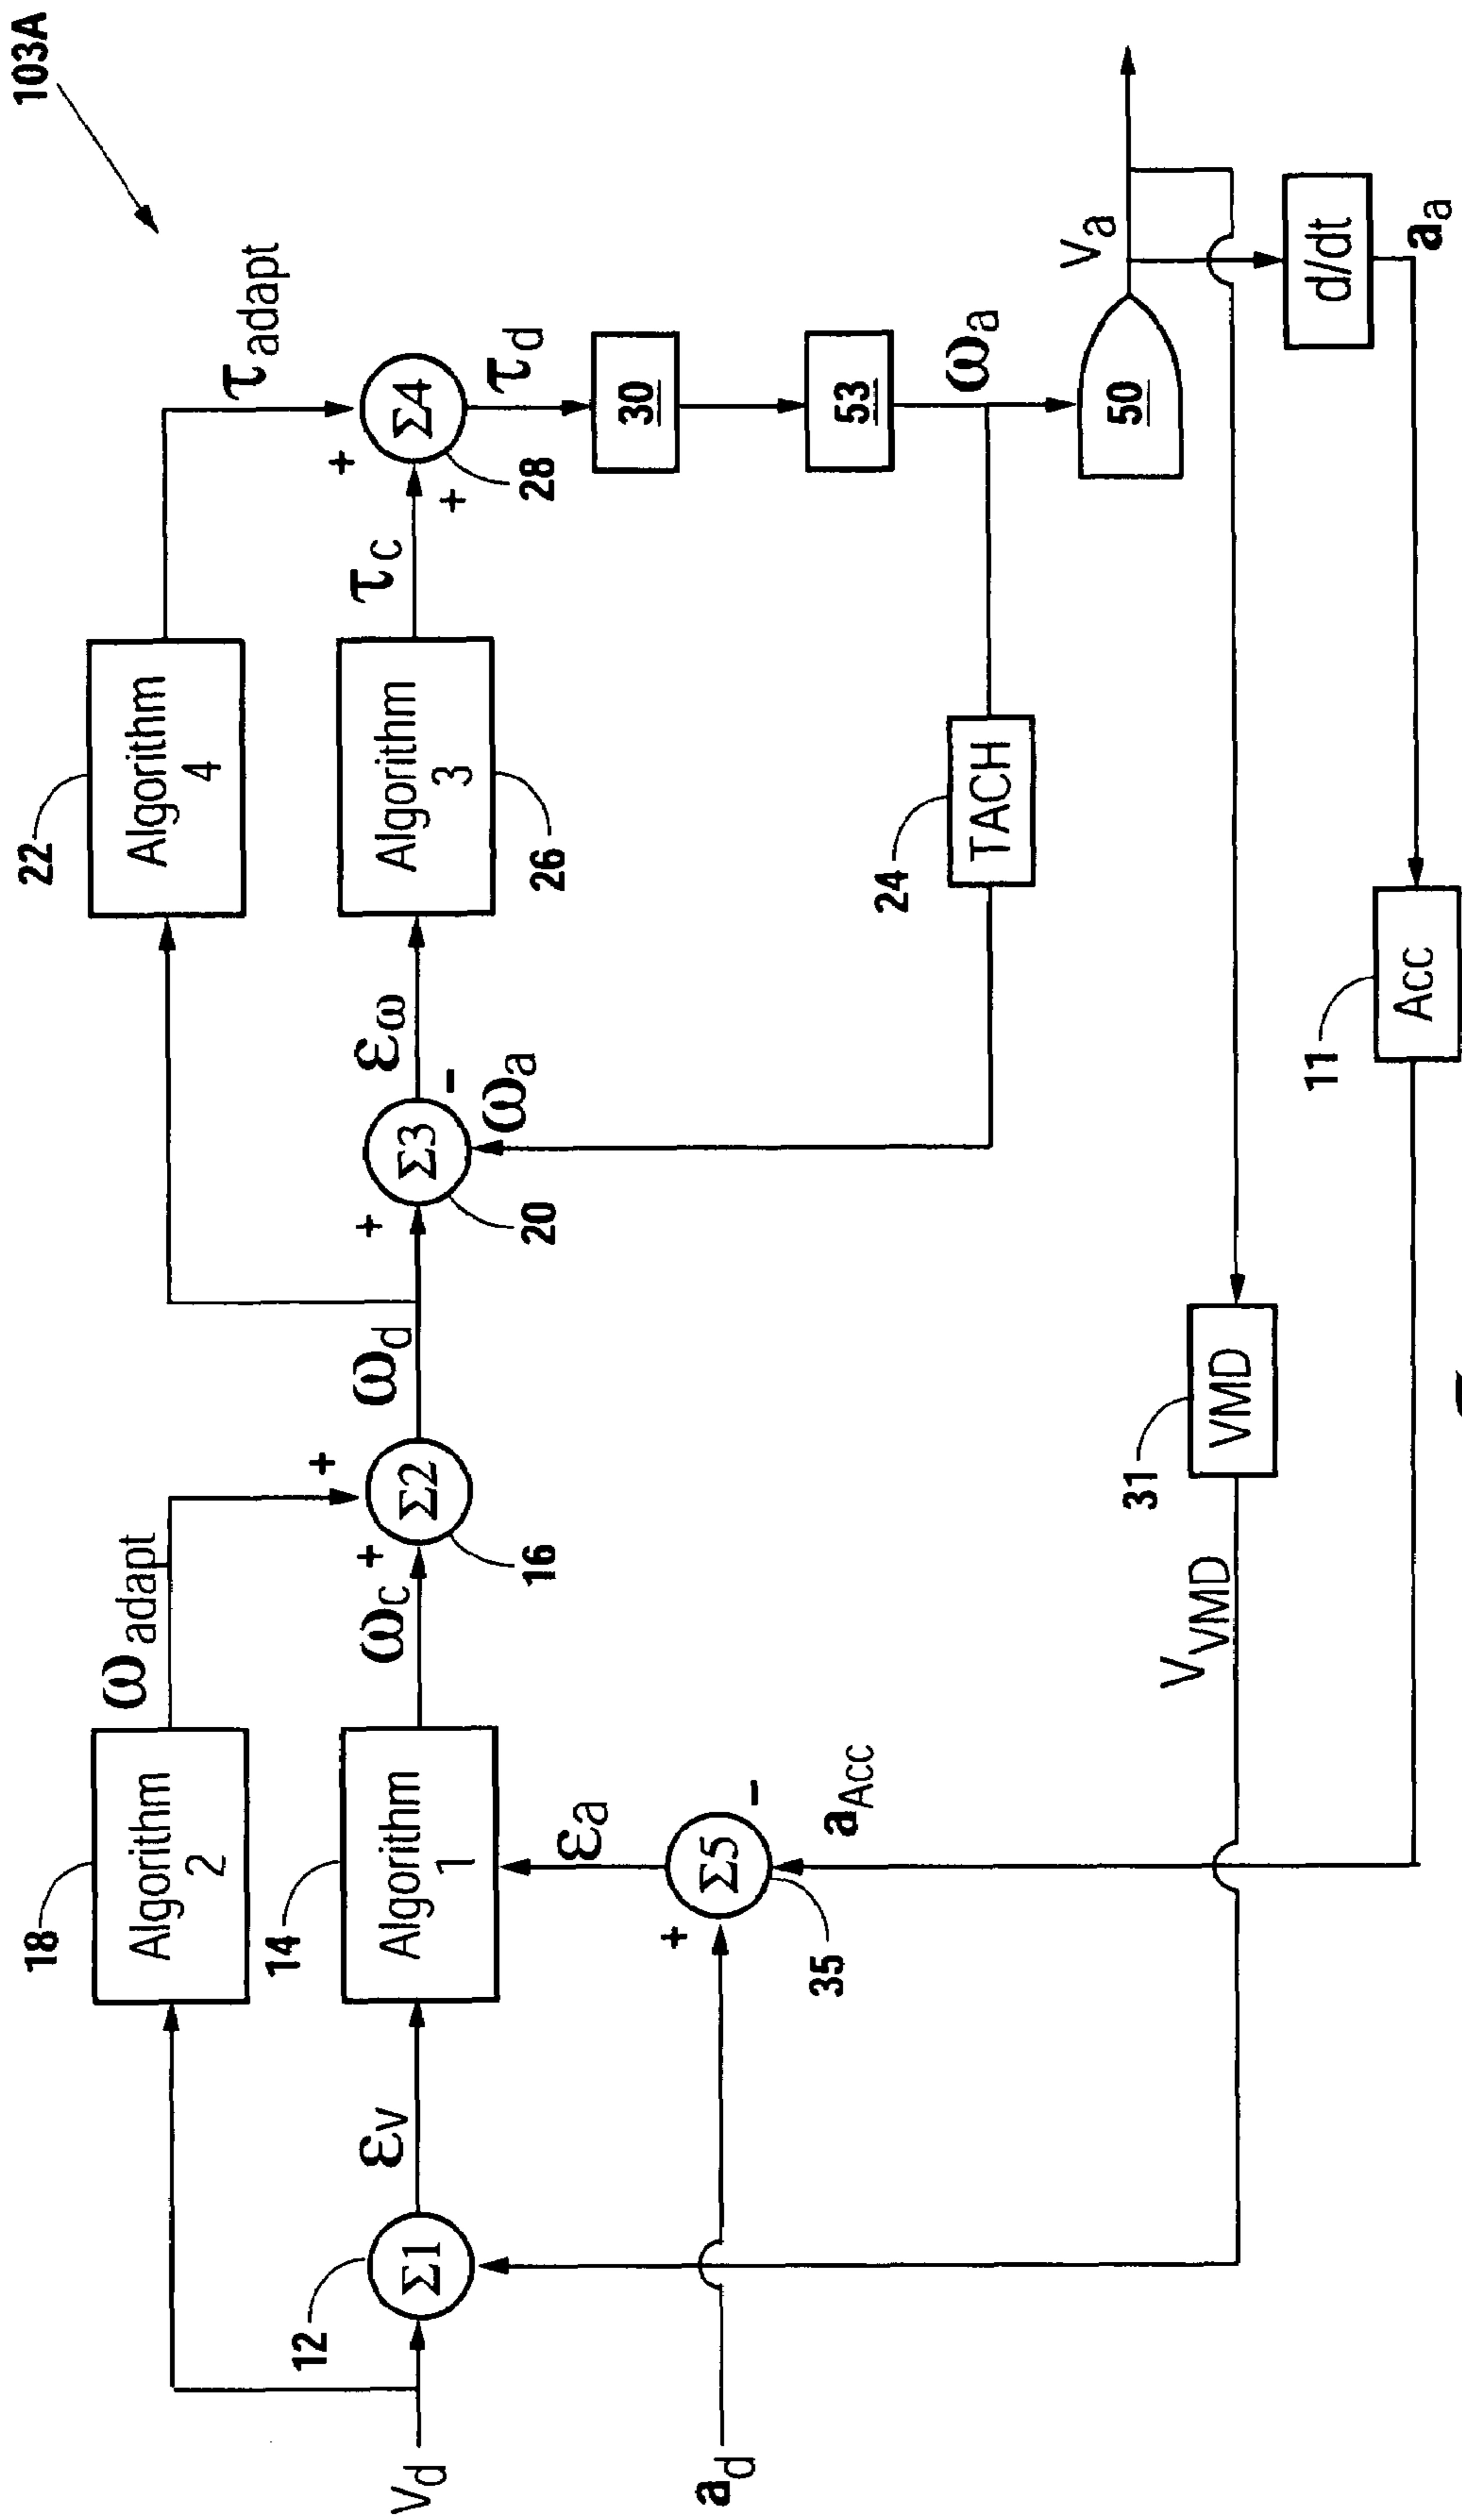 103A
22
Algorithm
4
τadapt
18
Algorithm
2
ωadapt
+
Σ4
+
+
28
τd
30
53
ωa
50
Va
d/dt
aa
14
Algorithm
1
ωc
+
Σ2
16
ωd
+
Σ3
20
-
εω
ωa
Algorithm
3
26
τc
24
TACH
12
Σ1
Vd
εv
εa
Σ5
+
-
35
ad
aAcc
31
VMD
VVMD
11
Acc